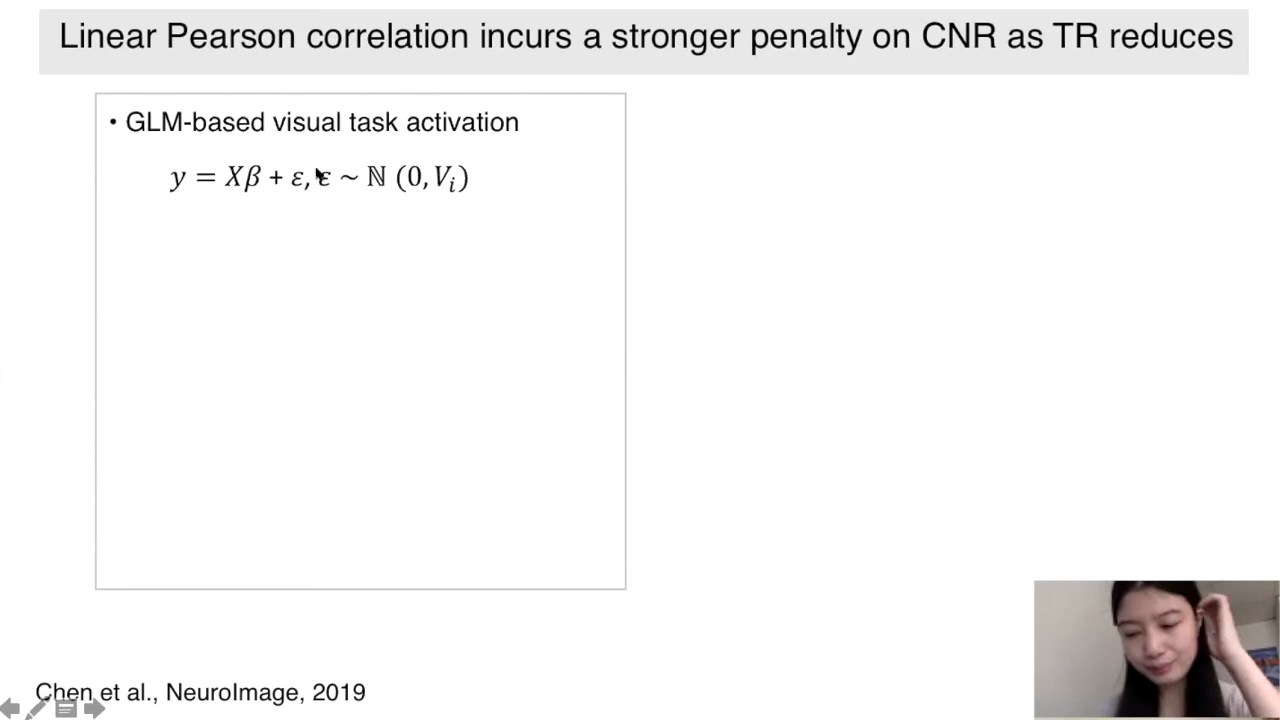 Linear Pearson correlation incurs a stronger penalty on CNR as TR reduces
• GLM-based visual task activation
y = Xβ + ε, ε ~ ℕ (0, Vᵢ)
Chen et al., NeuroImage, 2019